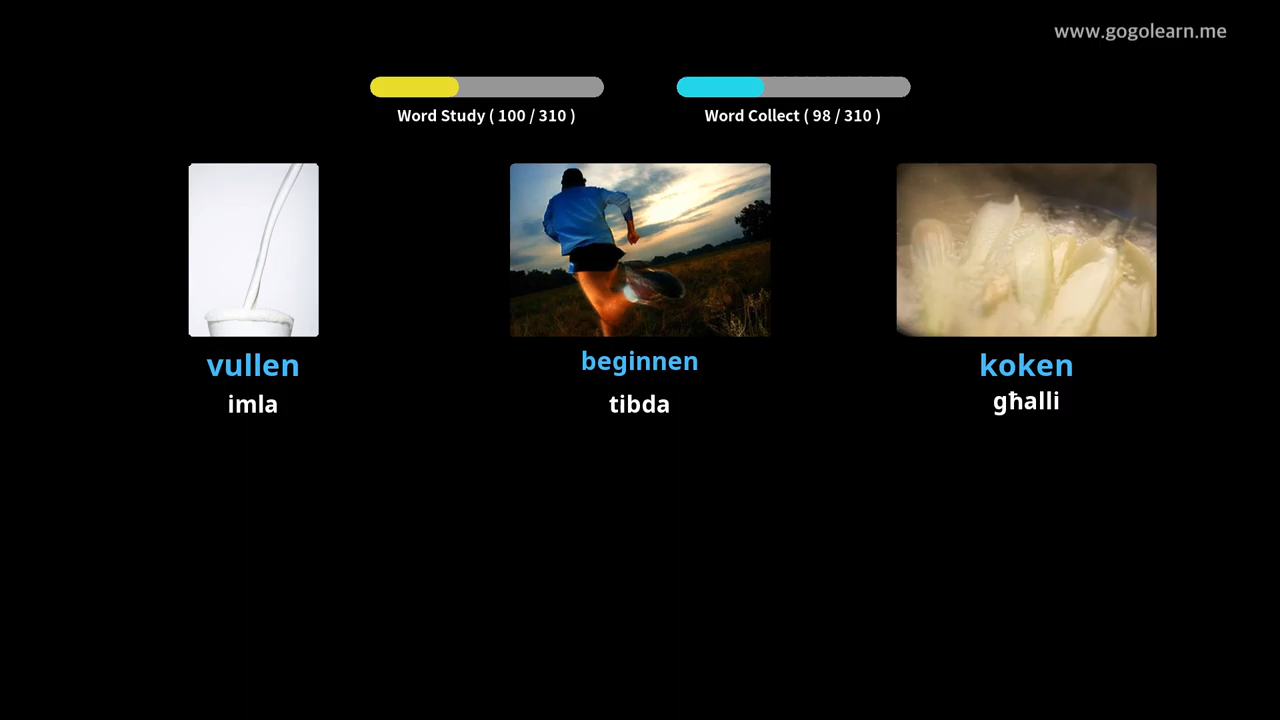 www.gogolearn.me
Word Study ( 100 / 310 )
Word Collect ( 98 / 310 )
vullen
imla
beginnen
tibda
koken
għalli